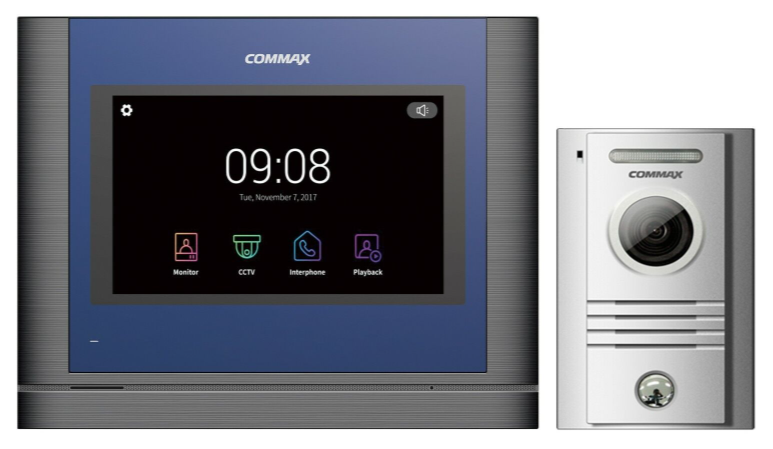 COMMAX
09:08
Tue, November 7, 2017
Monitor CCTV Interphone Playback
COMMAX